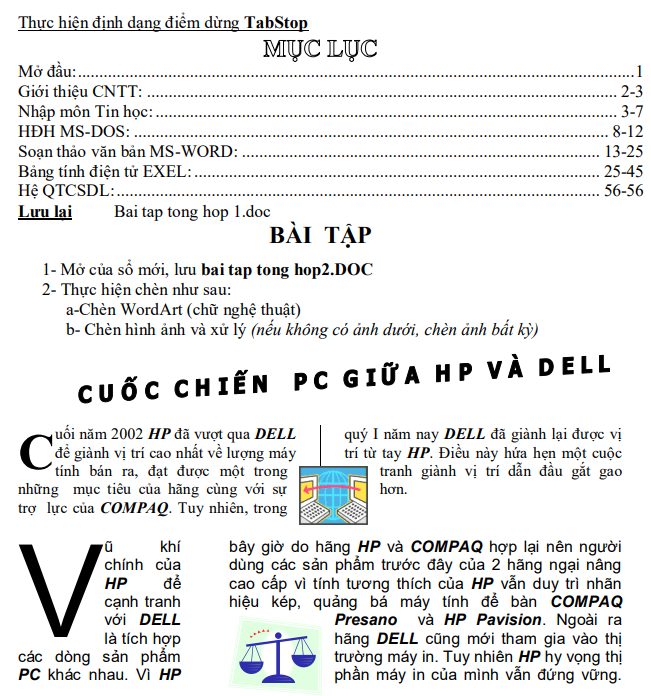 Thực hiện định dạng điểm dừng TabStop
MỤC LỤC
Mở đầu:.....................................................................................................................................1
Giới thiệu CNTT: ................................................................................................................. 2-3
Nhập môn Tin học:............................................................................................................... 3-7
HĐH MS-DOS: .................................................................................................................. 8-12
Soạn thảo văn bản MS-WORD: ....................................................................................... 13-25
Bảng tính điện tử EXEL:.................................................................................................. 25-45
Hệ QTCSDL:.................................................................................................................... 56-56
Lưu lại Bai tap tong hop 1.doc
BÀI TẬP
1- Mở của sổ mới, lưu bai tap tong hop2.DOC
2- Thực hiện chèn như sau:
a-Chèn WordArt (chữ nghệ thuật)
b- Chèn hình ảnh và xử lý (nếu không có ảnh dưới, chèn ảnh bất kỳ)
CUỐC CHIẾN PC GIỮA HP VÀ DELL
Cuối năm 2002 HP đã vượt qua DELL
để giành vị trí cao nhất về lượng máy
tính bán ra, đạt được một trong
những mục tiêu của hãng cùng với sự
trợ lực của COMPAQ. Tuy nhiên, trong
quý I năm nay DELL đã giành lại được vị
trí từ tay HP. Điều này hứa hẹn một cuộc
tranh giành vị trí dẫn đầu gắt gao
hơn.
Vũ khí
chính của
HP để
cạnh tranh
với DELL
là tích hợp
các dòng sản phẩm
PC khác nhau. Vì HP
bây giờ do hãng HP và COMPAQ hợp lại nên người
dùng các sản phẩm trước đây của 2 hãng ngại nâng
cao cấp vì tính tương thích của HP vẫn duy trì nhãn
hiệu kép, quảng bá máy tính để bàn COMPAQ
Presano và HP Pavision. Ngoài ra
hãng DELL cũng mới tham gia vào thị
trường máy in. Tuy nhiên HP hy vọng thị
phần máy in của mình vẫn đứng vững.